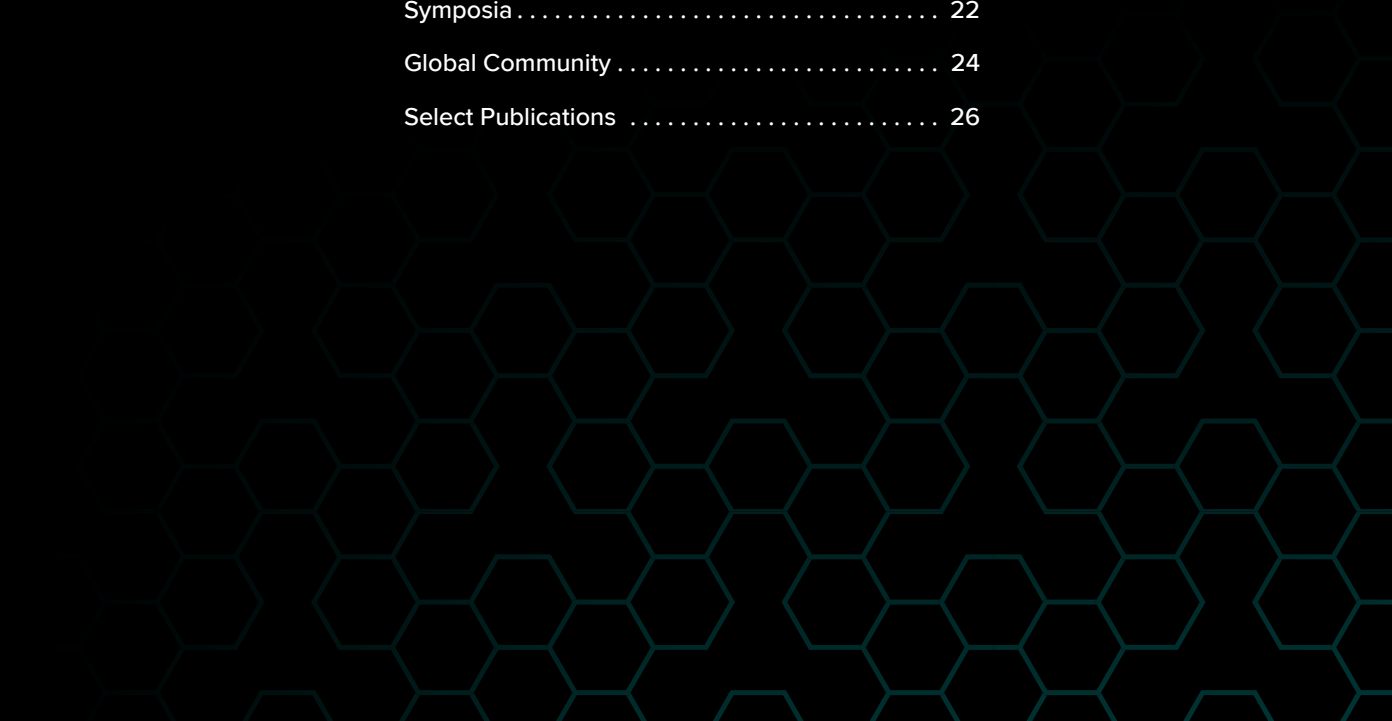 Symposia. . . . . . . . . . . . . . . . . . . . . . . . . . . . . . . . . . 22
Global Community . . . . . . . . . . . . . . . . . . . . . . . . . . 24
Select Publications . . . . . . . . . . . . . . . . . . . . . . . . . 26